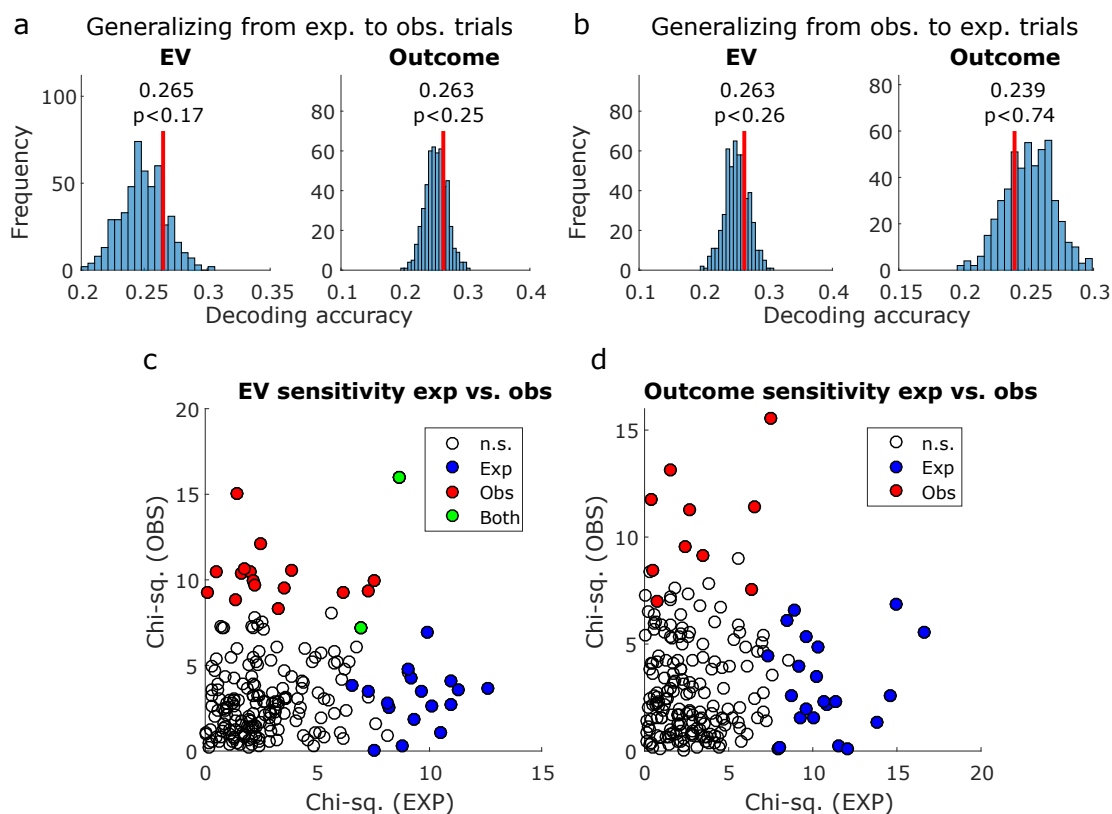 a Generalizing from exp. to obs. trials
EV
Outcome
0.265
p<0.17
0.263
p<0.25
Frequency
100
50
0
0.2 0.25 0.3 0.35
80
60
40
20
0
0.1 0.2 0.3 0.4
Decoding accuracy
b Generalizing from obs. to exp. trials
EV
Outcome
0.263
p<0.26
0.239
p<0.74
Frequency
80
60
40
20
0
0.1 0.2 0.3 0.4
80
60
40
20
0
0.15 0.2 0.25 0.3
Decoding accuracy
c
EV sensitivity exp vs. obs
Chi-sq. (OBS)
20
15
10
5
0
n.s.
Exp
Obs
Both
0 5 10 15
Chi-sq. (EXP)
d
Outcome sensitivity exp vs. obs
Chi-sq. (OBS)
15
10
5
0
n.s.
Exp
Obs
0 5 10 15 20
Chi-sq. (EXP)